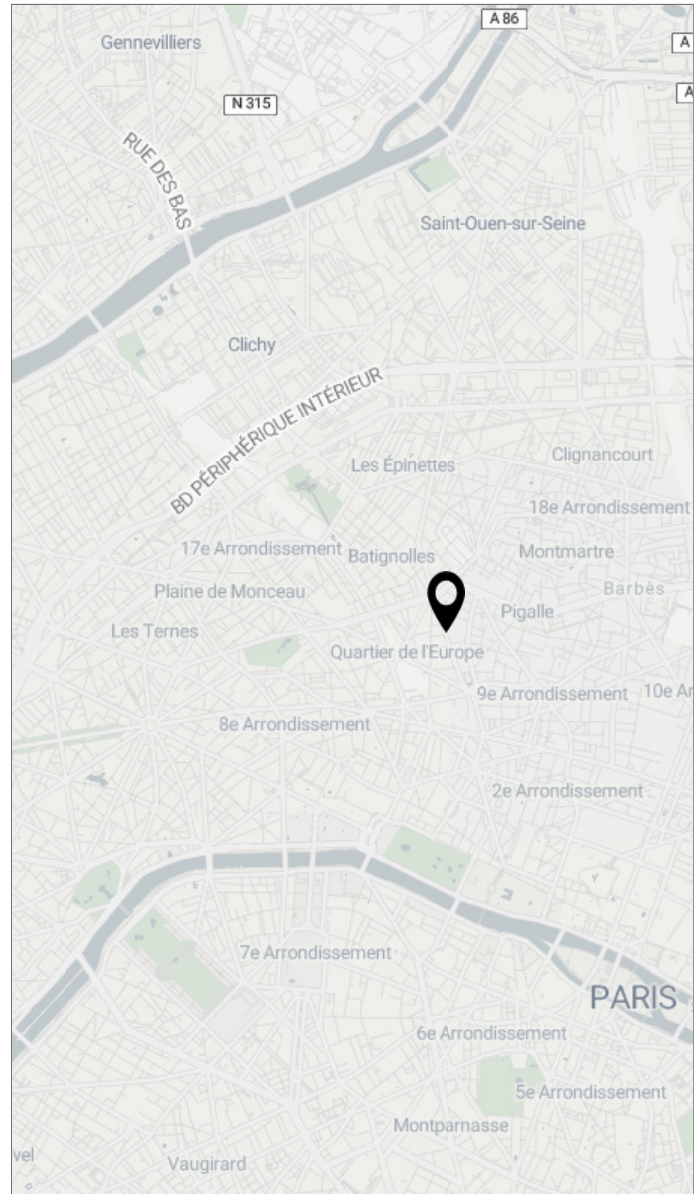 A 86
Gennevilliers
A
N 315
A
RUE DES BAS
Saint-Ouen-sur-Seine
Clichy
BD PÉRIPHÉRIQUE INTÉRIEUR
Les Épinettes
Clignancourt
18e Arrondissement
17e Arrondissement
Batignolles
Montmartre
Plaine de Monceau
Barbès
Pigalle
Les Ternes
Quartier de l'Europe
9e Arrondissement
10e Ar
8e Arrondissement
2e Arrondissement
7e Arrondissement
PARIS
6e Arrondissement
5e Arrondissement
Montparnasse
vel
Vaugirard